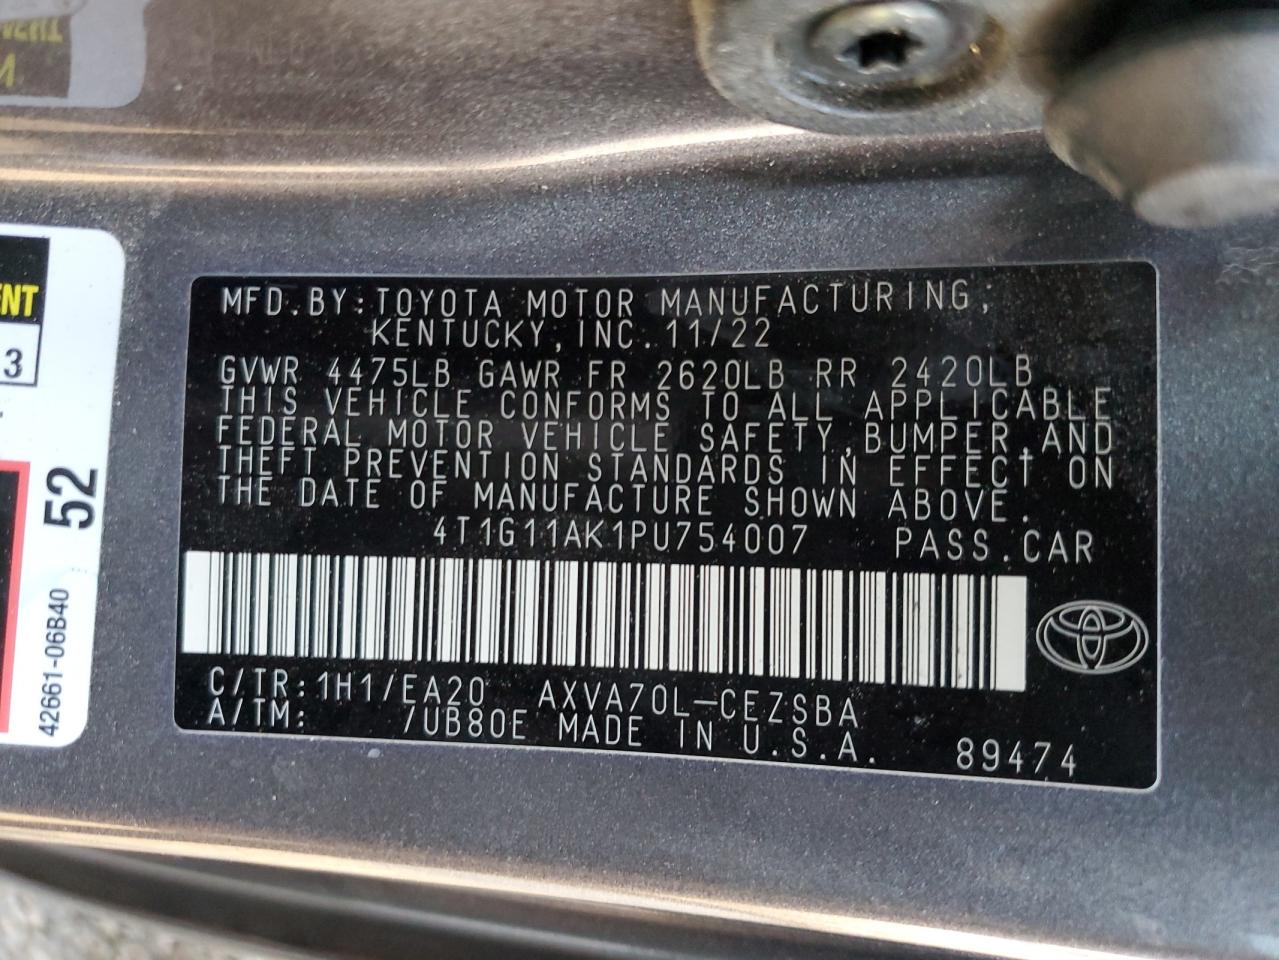 MFD.BY:TOYOTA MOTOR MANUFACTURING,
KENTUCKY,INC.11/22
GVWR 4475LB GAWR FR 2620LB RR 2420LB
THIS VEHICLE CONFORMS TO ALL APPLICABLE
FEDERAL MOTOR VEHICLE SAFETY,BUMPER,AND
THEFT PREVENTION STANDARDS IN EFFECT ON
THE DATE OF MANUFACTURE SHOWN ABOVE.
4T1G11AK1PU754007 PASS.CAR
C/TR:1H1/EA20 AXVA70L-CEZSBA
A/TM: /UB80E MADE IN U.S.A.
89474
3
52
42661-06B40